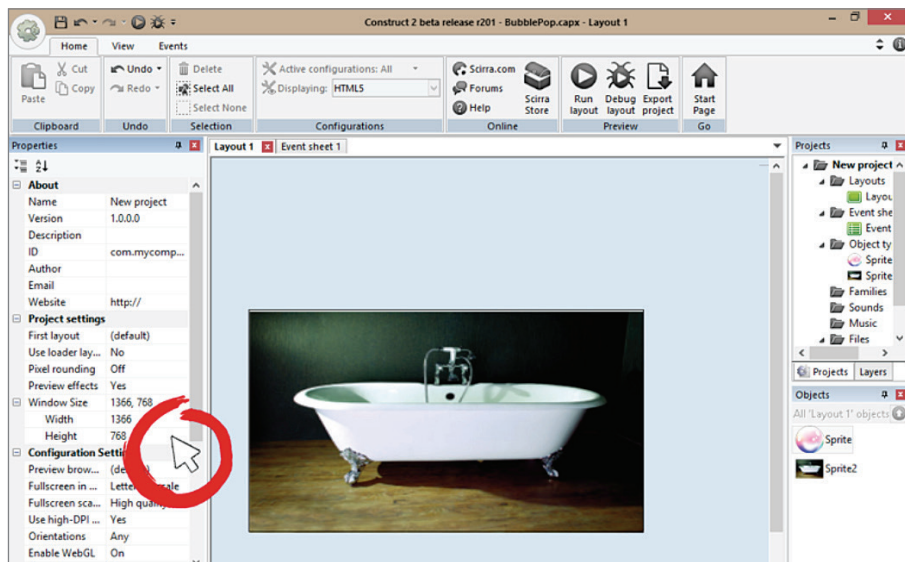 Construct 2 beta release r201 - BubblePop.capx - Layout 1
Home View Events
Paste
Cut
Copy
Clipboard
Undo
Redo
Undo
Delete
Select All
Select None
Selection
Active configurations: All
Displaying: HTML5
Configurations
Scirra.com
Forums
Help
Scirra Store
Online
Run layout
Debug layout
Export project
Preview
Start Page
Go
Properties
About
Name New project
Version 1.0.0.0
Description
ID com.mycomp...
Author
Email
Website http://
Project settings
First layout (default)
Use loader lay... No
Pixel rounding Off
Preview effects Yes
Window Size 1366, 768
Width 1366
Height 768
Configuration
Preview brow...
Fullscreen in ...
Fullscreen sca... High quality
Use high-DPI ... Yes
Orientations Any
Enable WebGL On
Layout 1 Event sheet 1
Projects
New project
Layouts
Layou
Event she
Event
Object ty
Sprite
Sprite
Families
Sounds
Music
Files
Projects Layers
Objects
All 'Layout 1' objects
Sprite
Sprite2